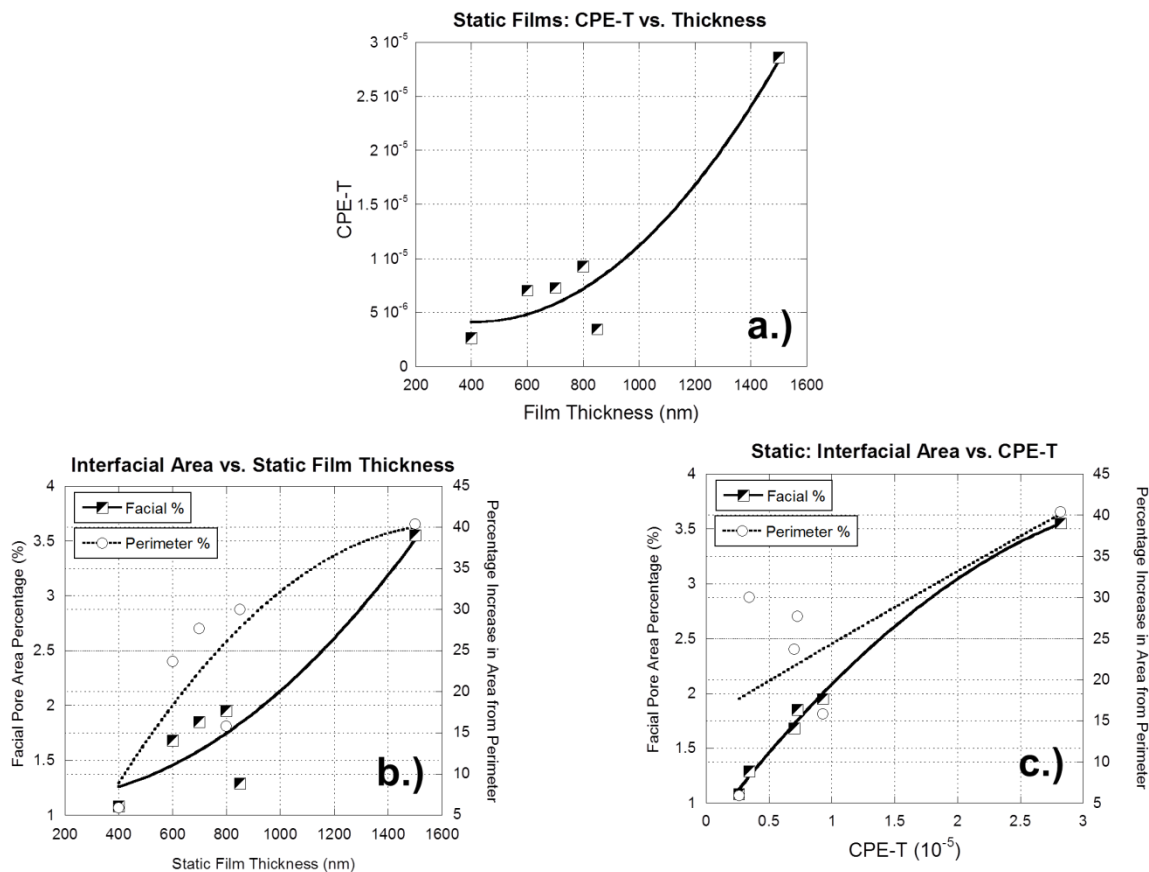 Static Films: CPE-T vs. Thickness
3 10-5
2.5 10-5
2 10-5
1.5 10-5
1 10-5
5 10-6
0
CPE-T
a.)
200 400 600 800 1000 1200 1400 1600
Film Thickness (nm)
Interfacial Area vs. Static Film Thickness
4
3.5
3
2.5
2
1.5
1
Facial Pore Area Percentage (%)
Facial %
Perimeter %
45
40
35
30
25
20
15
10
5
Percentage Increase in Area from Perimeter
b.)
200 400 600 800 1000 1200 1400 1600
Static Film Thickness (nm)
Static: Interfacial Area vs. CPE-T
4
3.5
3
2.5
2
1.5
1
Facial Pore Area Percentage (%)
Facial %
Perimeter %
45
40
35
30
25
20
15
10
5
Percentage Increase in Area from Perimeter
c.)
0 0.5 1 1.5 2 2.5 3
CPE-T (10-5)